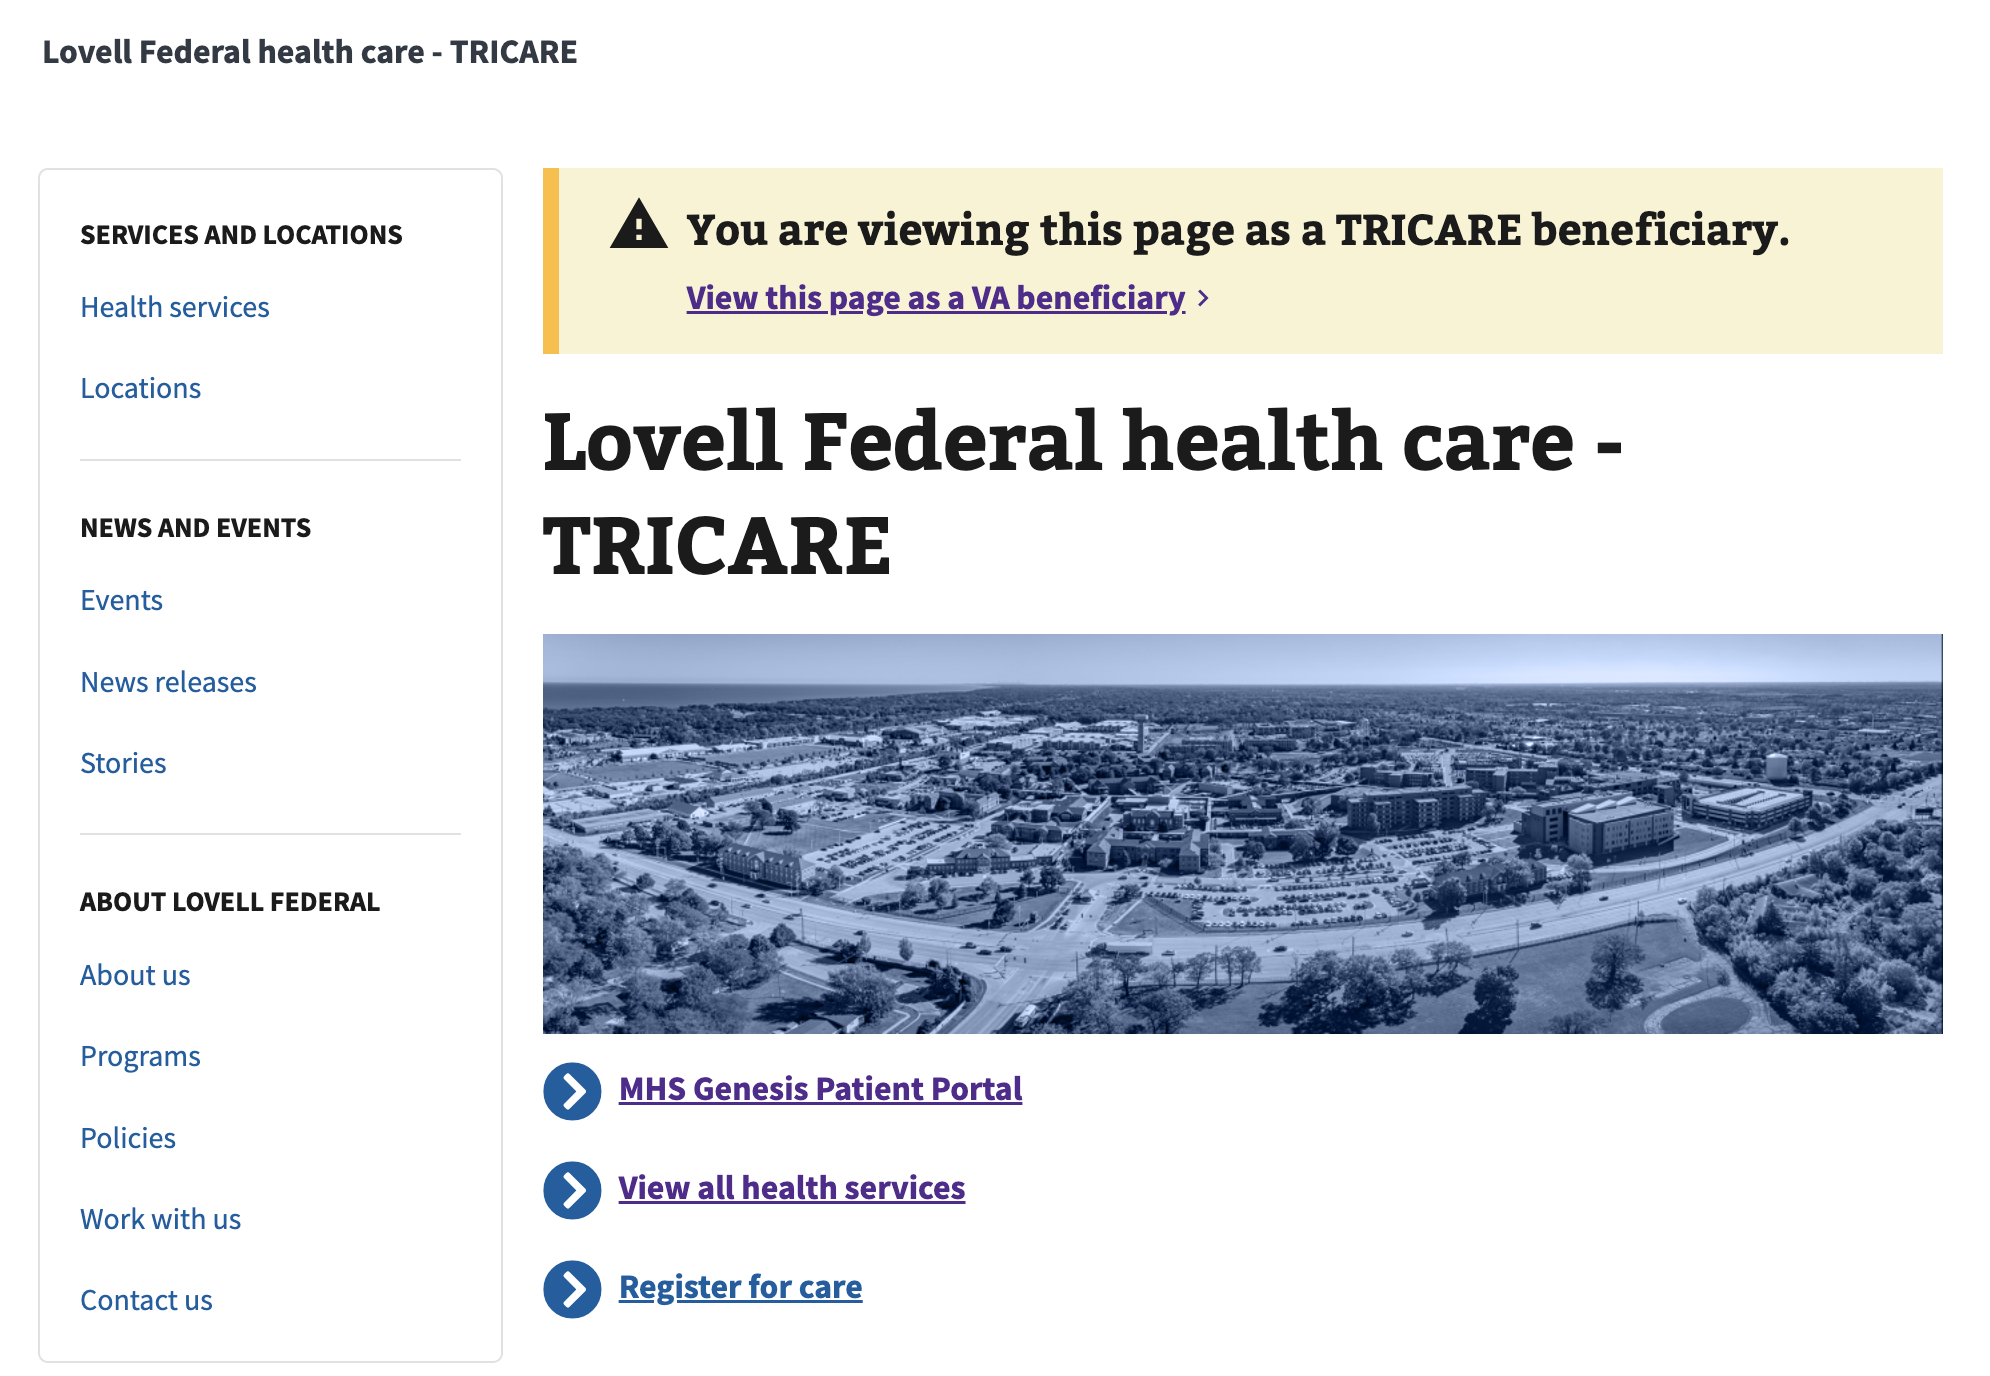 Lovell Federal health care - TRICARE
SERVICES AND LOCATIONS
Health services
Locations
NEWS AND EVENTS
Events
News releases
Stories
ABOUT LOVELL FEDERAL
About us
Programs
Policies
Work with us
Contact us
You are viewing this page as a TRICARE beneficiary.
View this page as a VA beneficiary
Lovell Federal health care -
TRICARE
MHS Genesis Patient Portal
View all health services
Register for care